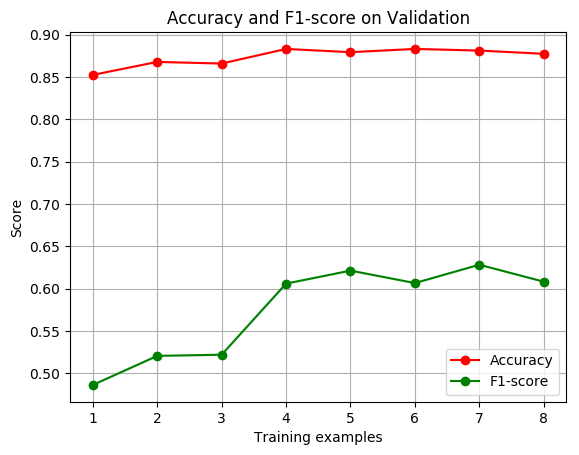 Accuracy and F1-score on Validation
0.90
0.85
0.80
0.75
0.70
0.65
0.60
0.55
0.50
Score
1 2 3 4 5 6 7 8
Training examples
Accuracy
F1-score